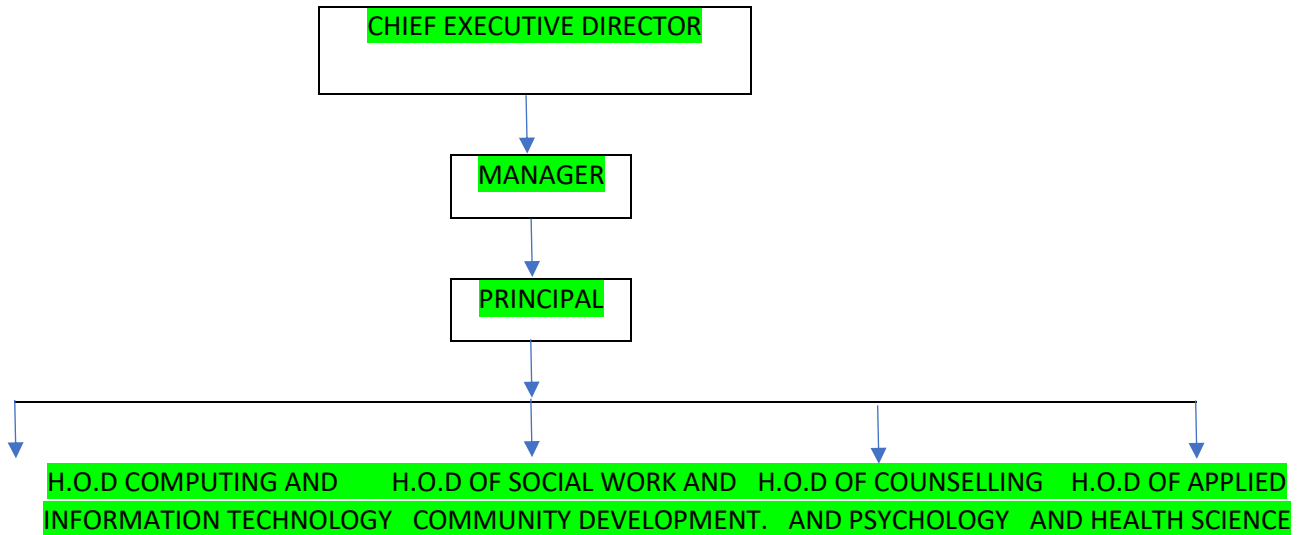 CHIEF EXECUTIVE DIRECTOR
MANAGER
PRINCIPAL
H.O.D COMPUTING AND H.O.D OF SOCIAL WORK AND H.O.D OF COUNSELLING H.O.D OF APPLIED
INFORMATION TECHNOLOGY COMMUNITY DEVELOPMENT. AND PSYCHOLOGY AND HEALTH SCIENCE